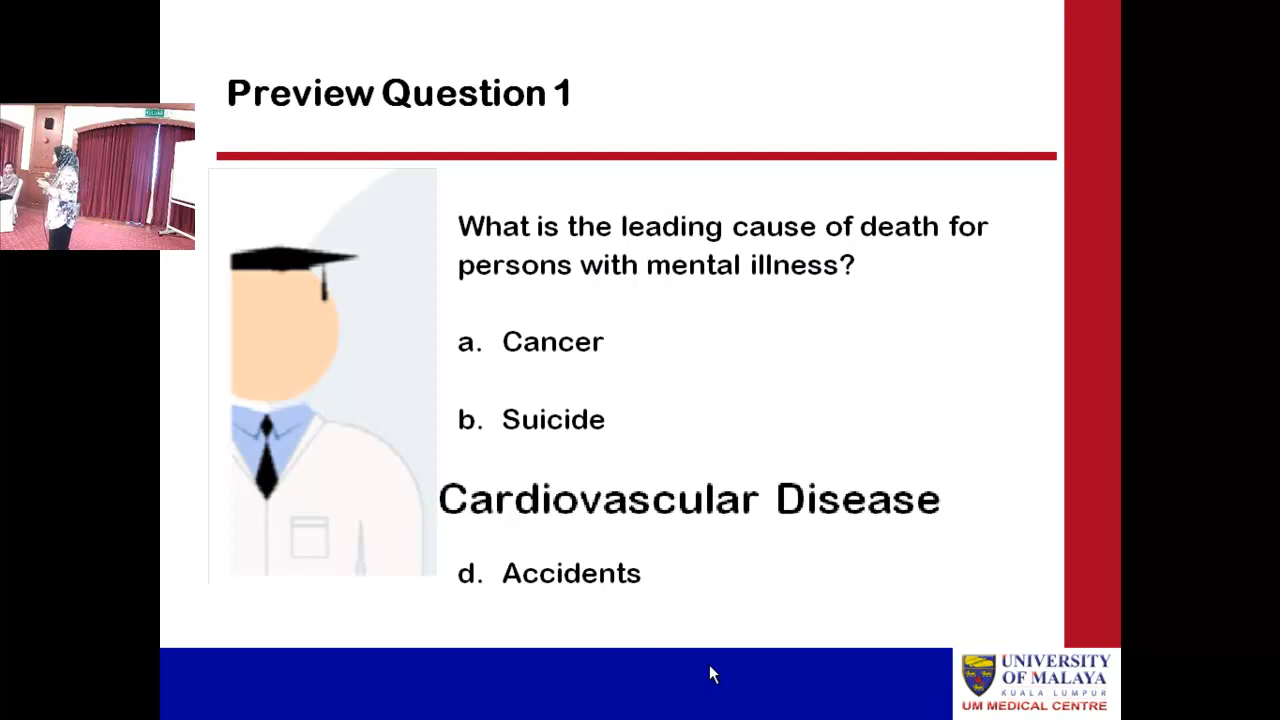 Preview Question 1
What is the leading cause of death for
persons with mental illness?
a. Cancer
b. Suicide
Cardiovascular Disease
d. Accidents
UNIVERSITY
OF MALAYA
KUALA LUMPUR
UM MEDICAL CENTRE